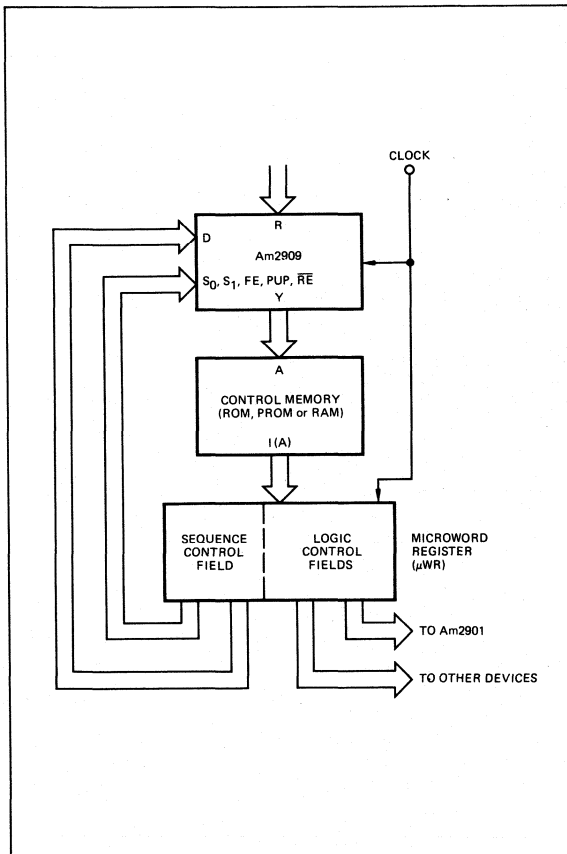 CLOCK
R
D
Am2909
S0, S1, FE, PUP, R̅E̅
Y
A
CONTROL MEMORY
(ROM, PROM or RAM)
I(A)
SEQUENCE
CONTROL
FIELD
LOGIC
CONTROL
FIELDS
MICROWORD
REGISTER
(μWR)
TO Am2901
TO OTHER DEVICES